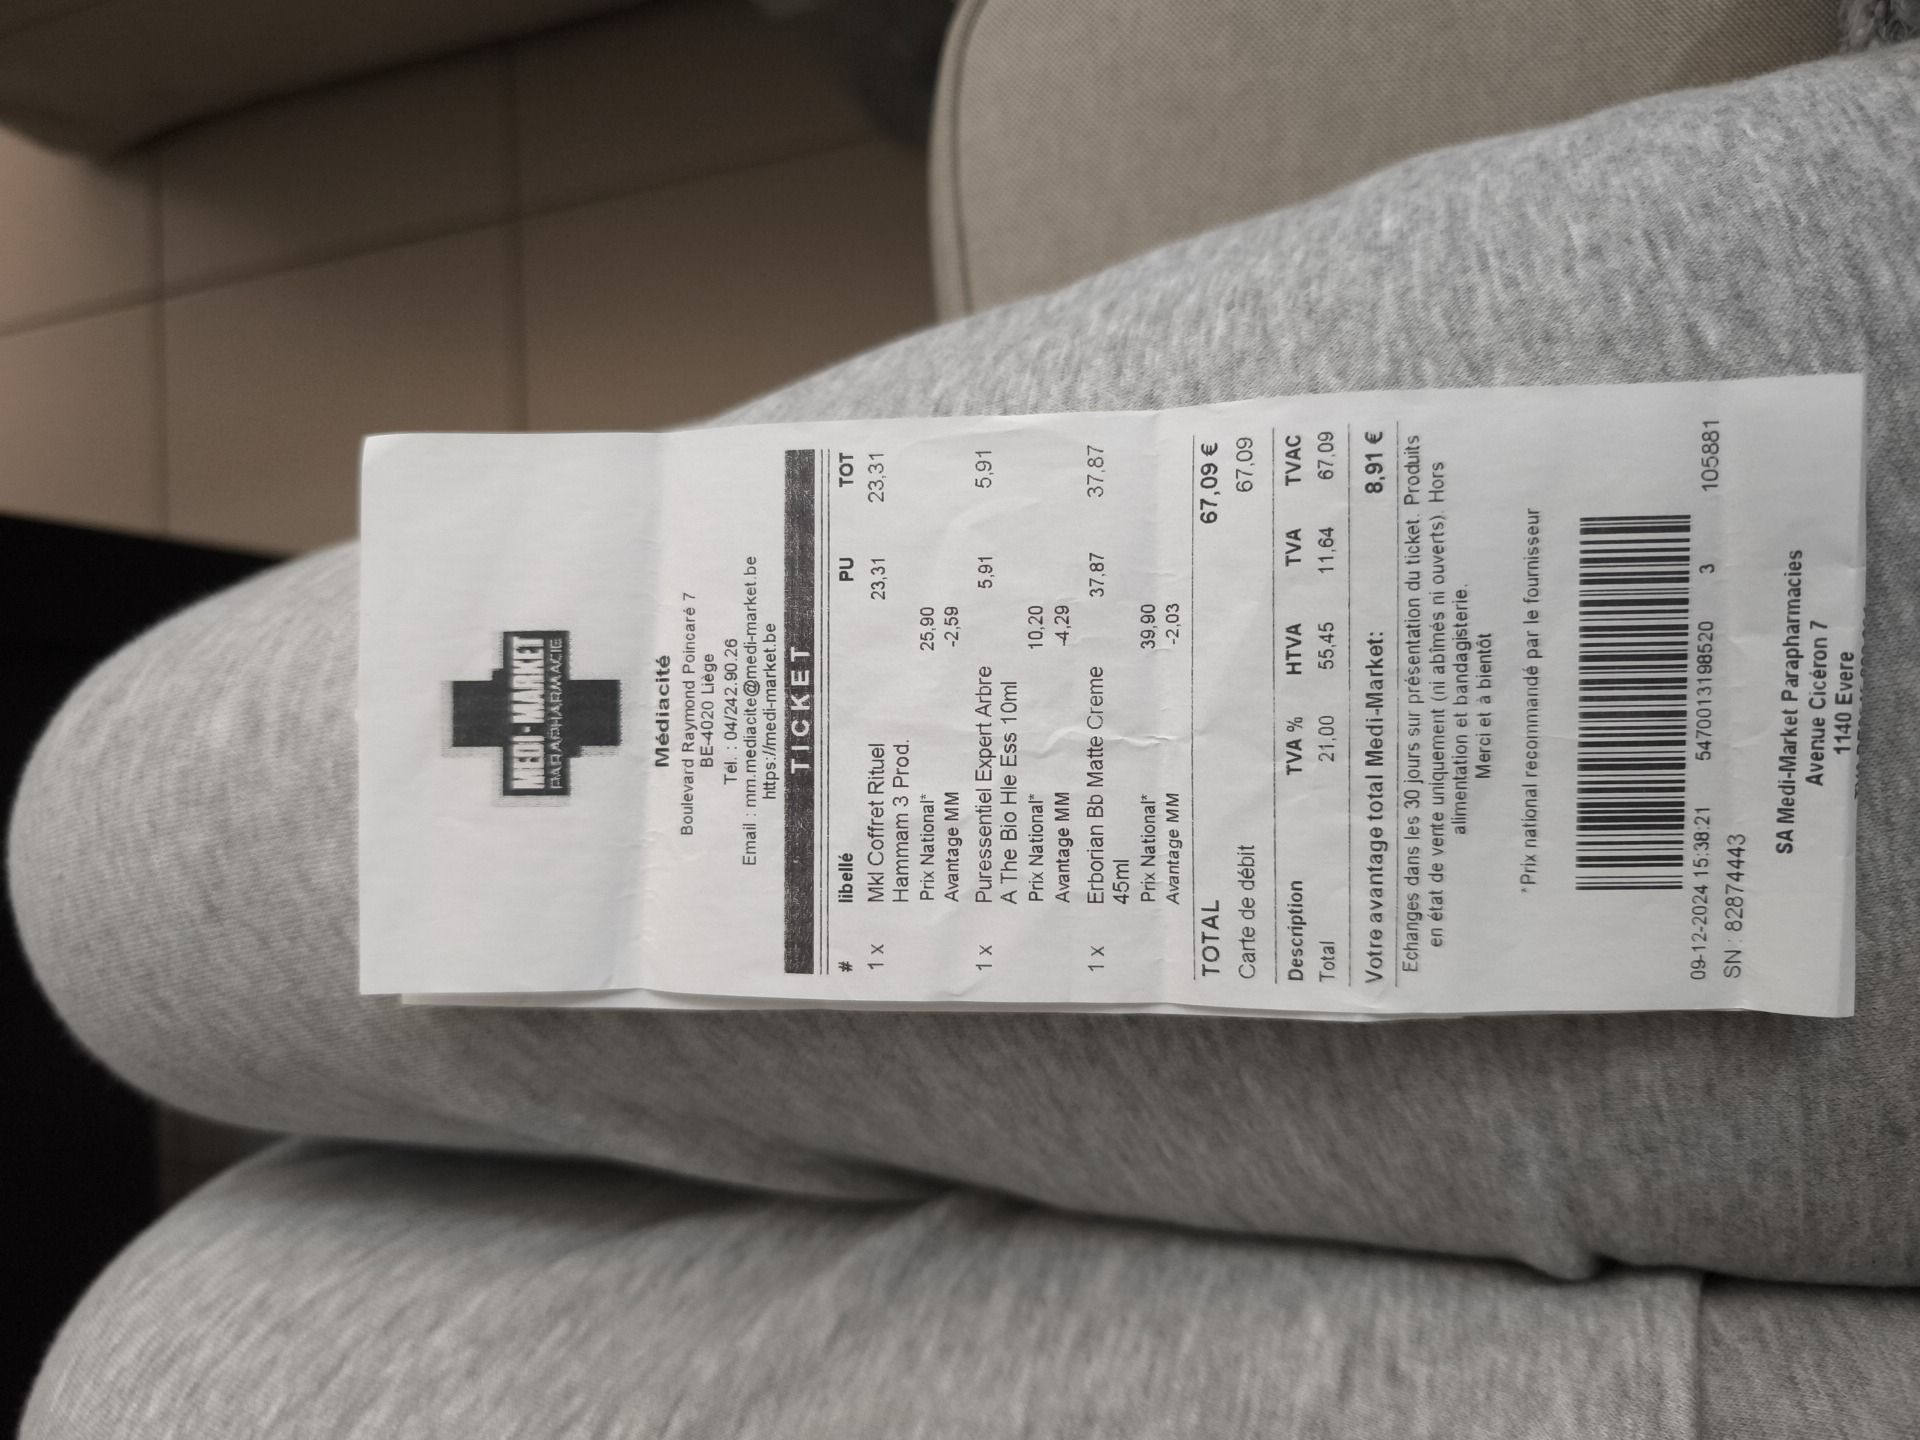 MEDI-MARKET
PARAPHARMACIE
Médiacité
Boulevard Raymond Poincaré 7
BE-4020 Liège
Tél. : 04/242.90.26
Email : mm.mediacite@medi-market.be
https://medi-market.be
TICKET
# libellé PU TOT
1 x Mkl Coffret Rituel 23,31 23,31
Hammam 3 Prod.
Prix National* 25,90
Avantage MM -2,59
1 x Puressentiel Expert Arbre 5,91 5,91
A The Bio Hle Ess 10ml
Prix National* 10,20
Avantage MM -4,29
1 x Erborian Bb Matte Creme 37,87 37,87
45ml
Prix National* 39,90
Avantage MM -2,03
TOTAL 67,09 €
Carte de débit 67,09
Description TVA % HTVA TVA TVAC
Total 21,00 55,45 11,64 67,09
Votre avantage total Medi-Market: 8,91 €
Echanges dans les 30 jours sur présentation du ticket. Produits
en état de vente uniquement (ni abîmés ni ouverts). Hors
alimentation et bandagisterie.
Merci et à bientôt
*Prix national recommandé par le fournisseur
09-12-2024 15:38:21 5470013198520 3 105881
SN : 82874443
SA Medi-Market Parapharmacies
Avenue Cicéron 7
1140 Evere